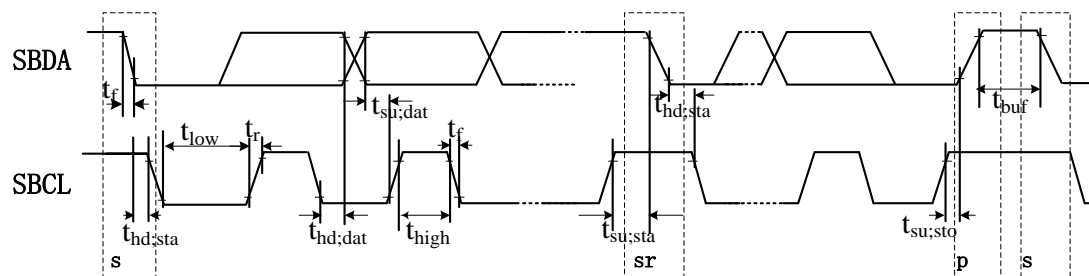 SBDA
t_f
t_su;dat
t_hd;sta
t_buf
t_low
t_r
t_f
SBCL
t_hd;sta
t_hd;dat
t_high
t_su;sta
t_su;sto
s
sr
p
s